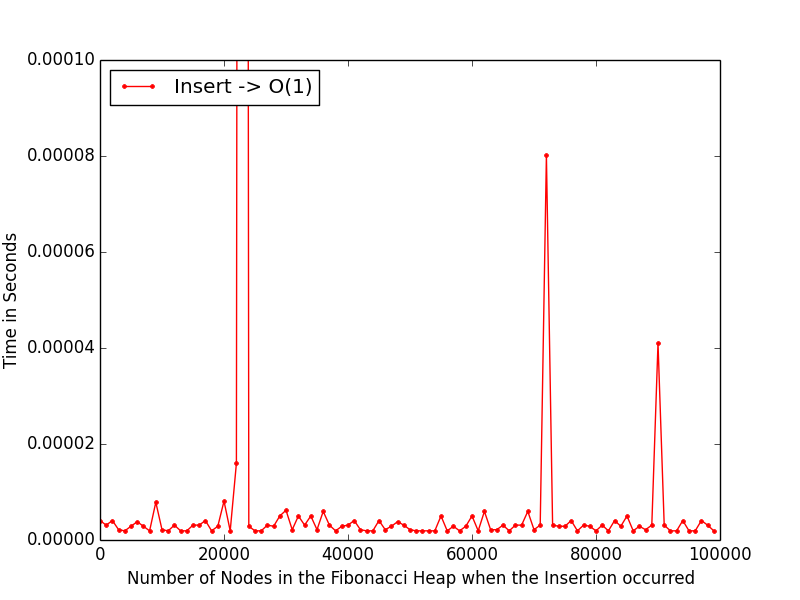 0.00010
0.00008
0.00006
0.00004
0.00002
0.00000
Time in Seconds
Insert -> O(1)
0 20000 40000 60000 80000 100000
Number of Nodes in the Fibonacci Heap when the Insertion occurred